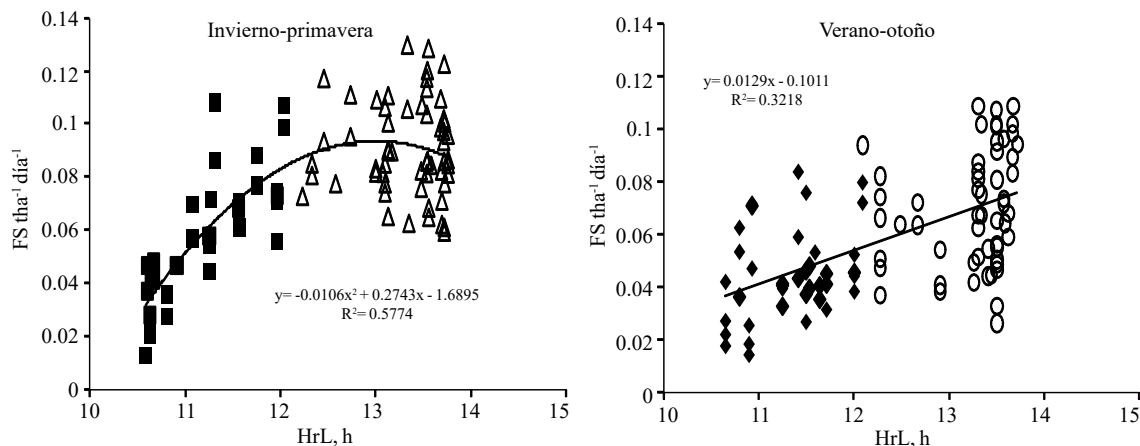 Invierno-primavera
0.14
0.12
0.1
0.08
0.06
0.04
0.02
0
FS tha⁻¹ día⁻¹
y= -0.0106x² + 0.2743x - 1.6895
R²= 0.5774
10 11 12 13 14 15
HrL, h
Verano-otoño
0.14
0.12
0.1
0.08
0.06
0.04
0.02
0
FS tha⁻¹ día⁻¹
y= 0.0129x - 0.1011
R²= 0.3218
10 11 12 13 14 15
HrL, h